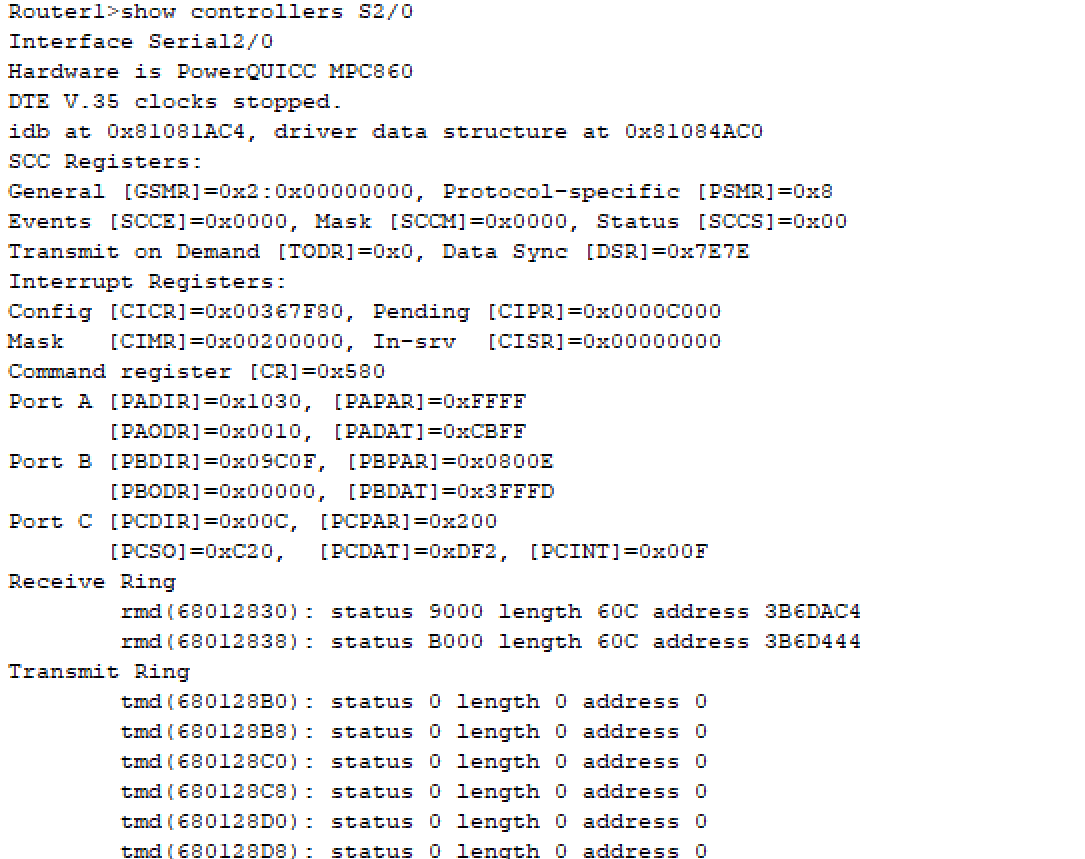 Router1>show controllers S2/0
Interface Serial2/0
Hardware is PowerQUICC MPC860
DTE V.35 clocks stopped.
idb at 0x81081AC4, driver data structure at 0x81084AC0
SCC Registers:
General [GSMR]=0x2:0x00000000, Protocol-specific [PSMR]=0x8
Events [SCCE]=0x0000, Mask [SCCM]=0x0000, Status [SCCS]=0x00
Transmit on Demand [TODR]=0x0, Data Sync [DSR]=0x7E7E
Interrupt Registers:
Config [CICR]=0x00367F80, Pending [CIPR]=0x0000C000
Mask   [CIMR]=0x00200000, In-srv  [CISR]=0x00000000
Command register [CR]=0x580
Port A [PADIR]=0x1030, [PAPAR]=0xFFFF
       [PAODR]=0x0010, [PADAT]=0xCBFF
Port B [PBDIR]=0x09C0F, [PBPAR]=0x0800E
       [PBODR]=0x00000, [PBDAT]=0x3FFFD
Port C [PCDIR]=0x00C, [PCPAR]=0x200
       [PCSO]=0xC20,  [PCDAT]=0xDF2, [PCINT]=0x00F
Receive Ring
        rmd(68012830): status 9000 length 60C address 3B6DAC4
        rmd(68012838): status B000 length 60C address 3B6D444
Transmit Ring
        tmd(680128B0): status 0 length 0 address 0
        tmd(680128B8): status 0 length 0 address 0
        tmd(680128C0): status 0 length 0 address 0
        tmd(680128C8): status 0 length 0 address 0
        tmd(680128D0): status 0 length 0 address 0
        tmd(680128D8): status 0 length 0 address 0